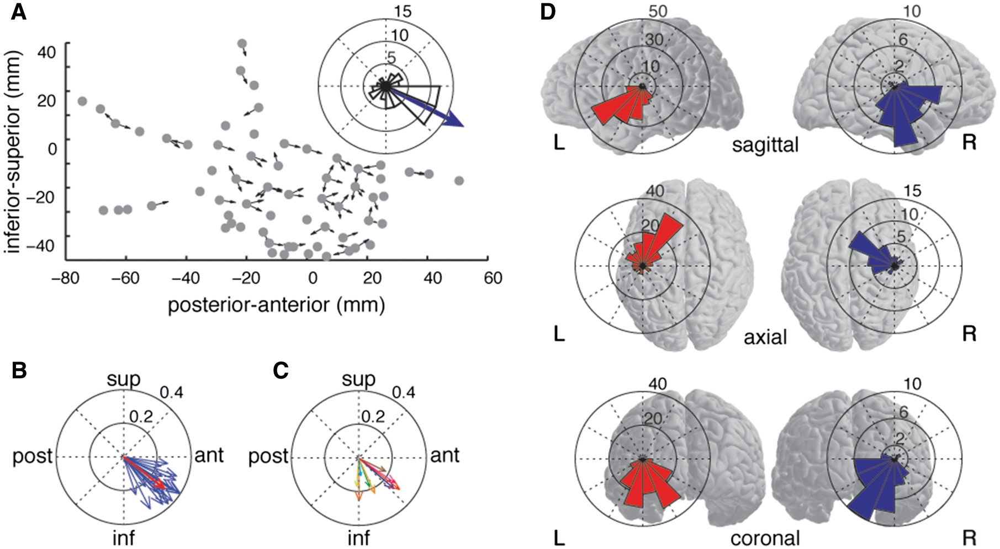 A
15
10
5
40
20
0
−20
−40
inferior-superior (mm)
−80 −60 −40 −20 0 20 40 60
posterior-anterior (mm)
B
sup
0.4
0.2
post
ant
inf
C
sup
0.4
0.2
post
ant
inf
D
50
30
10
10
6
2
L
sagittal
R
40
20
15
10
5
L
axial
R
40
20
10
6
2
L
coronal
R